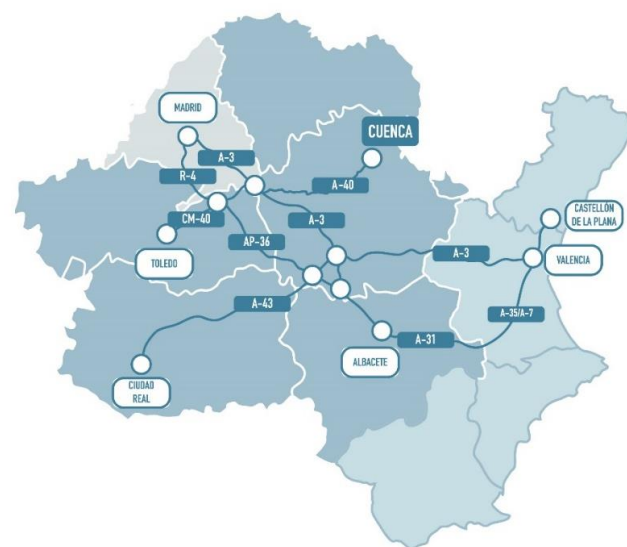 MADRID
CUENCA
A-3
R-4
A-40
CM-40
A-3
CASTELLÓN
DE LA PLANA
TOLEDO
AP-36
A-3
VALENCIA
A-43
A-35/A-7
A-31
ALBACETE
CIUDAD
REAL